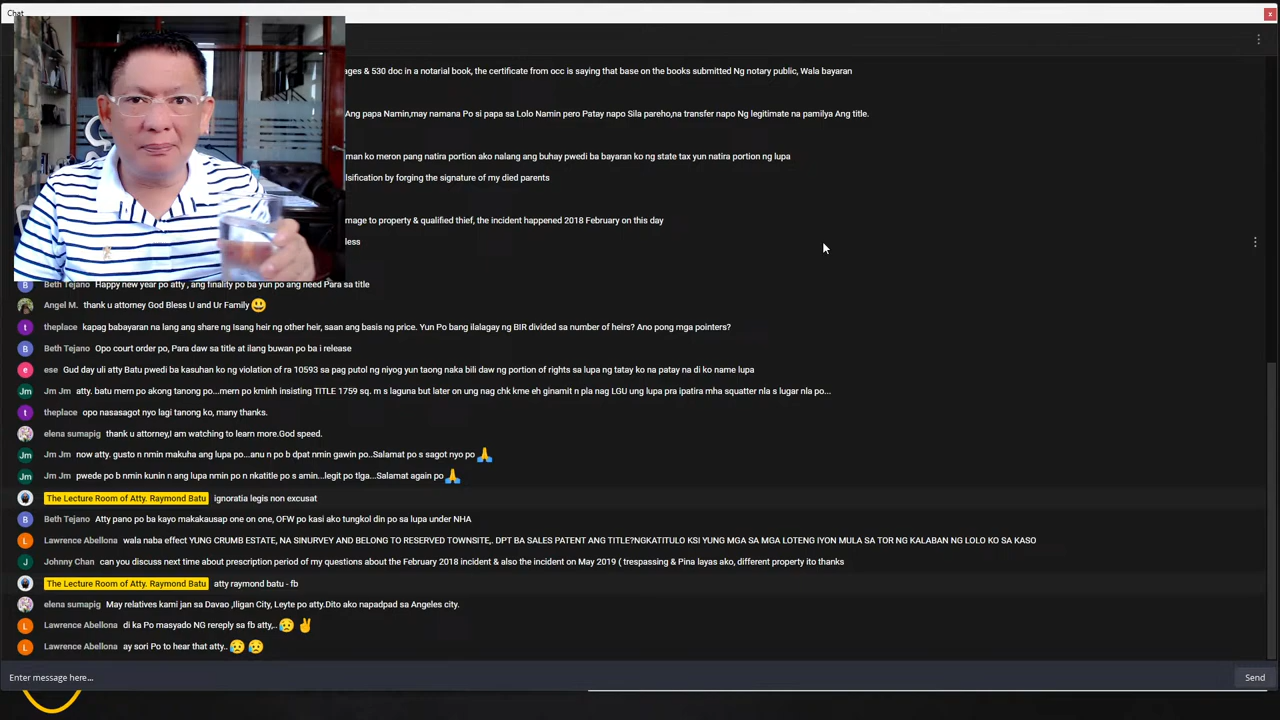 Chat
ages & 530 doc in a notarial book, the certificate from occ is saying that base on the books submitted Ng notary public, Wala bayaran
Ang papa Namin,may namana Po si papa sa Lolo Namin pero Patay napo Sila pareho,na transfer napo Ng legitimate na pamilya Ang title.
man ko meron pang natira portion ako nalang ang buhay pwedi ba bayaran ko ng state tax yun natira portion ng lupa
lsification by forging the signature of my died parents
mage to property & qualified thief, the incident happened 2018 February on this day
less
B Beth Tejano Happy new year po atty , ang finality po ba yun po ang need Para sa title
Angel M. thank u attorney God Bless U and Ur Family 😃
t theplace kapag babayaran na lang ang share ng Isang heir ng other heir, saan ang basis ng price. Yun Po bang ilalagay ng BIR divided sa number of heirs? Ano pong mga pointers?
B Beth Tejano Opo court order po, Para daw sa title at ilang buwan po ba i release
e ese Gud day uli atty Batu pwedi ba kasuhan ko ng violation of ra 10593 sa pag putol ng niyog yun taong naka bili daw ng portion of rights sa lupa ng tatay ko na patay na di ko name lupa
Jm Jm Jm atty. batu mern po akong tanong po...mern po kminh insisting TITLE 1759 sq. m s laguna but later on ung nag chk kme eh ginamit n pla nag LGU ung lupa pra ipatira mha squatter nla s lugar nla po...
t theplace opo nasasagot nyo lagi tanong ko, many thanks.
elena sumapig thank u attorney,I am watching to learn more.God speed.
Jm Jm Jm now atty. gusto n nmin makuha ang lupa po...anu n po b dpat nmin gawin po..Salamat po s sagot nyo po 🙏
Jm Jm Jm pwede po b nmin kunin n ang lupa nmin po n nkatitle po s amin...legit po tlga...Salamat again po 🙏
The Lecture Room of Atty. Raymond Batu ignoratia legis non excusat
B Beth Tejano Atty pano po ba kayo makakausap one on one, OFW po kasi ako tungkol din po sa lupa under NHA
L Lawrence Abellona wala naba effect YUNG CRUMB ESTATE, NA SINURVEY AND BELONG TO RESERVED TOWNSITE,. DPT BA SALES PATENT ANG TITLE?NGKATITULO KSI YUNG MGA SA MGA LOTENG IYON MULA SA TOR NG KALABAN NG LOLO KO SA KASO
J Johnny Chan can you discuss next time about prescription period of my questions about the February 2018 incident & also the incident on May 2019 ( trespassing & Pina layas ako, different property ito thanks
The Lecture Room of Atty. Raymond Batu atty raymond batu - fb
elena sumapig May relatives kami jan sa Davao ,Iligan City, Leyte po atty.Dito ako napadpad sa Angeles city.
L Lawrence Abellona di ka Po masyado NG rereply sa fb atty,.. 😥 ✌
L Lawrence Abellona ay sori Po to hear that atty.. 😥 😥
Enter message here...
Send